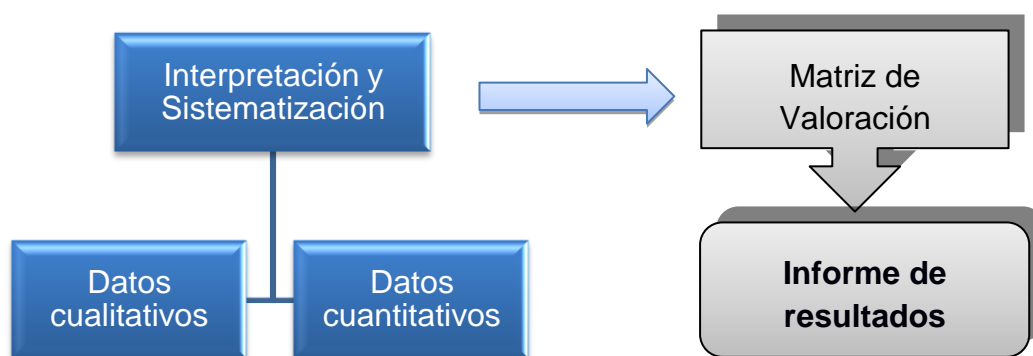 Interpretación y
Sistematización
Matriz de
Valoración
Datos
cualitativos
Datos
cuantitativos
Informe de
resultados